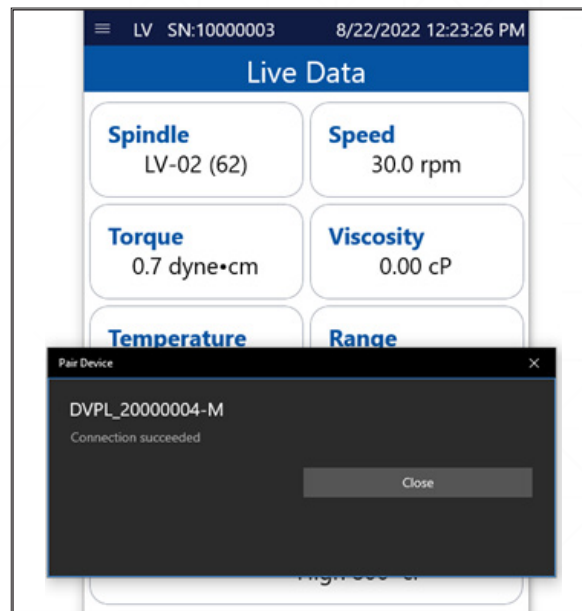 LV SN:10000003 8/22/2022 12:23:26 PM
Live Data
Spindle Speed
LV-02 (62) 30.0 rpm
Torque Viscosity
0.7 dyne•cm 0.00 cP
Temperature Range
Pair Device
DVPL_20000004-M
Connection succeeded
Close